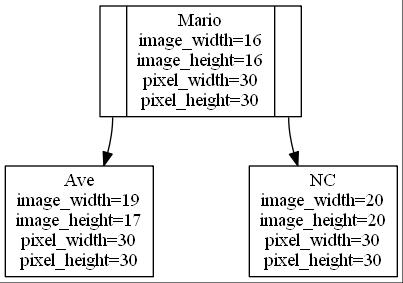 Mario
image_width=16
image_height=16
pixel_width=30
pixel_height=30
Ave
image_width=19
image_height=17
pixel_width=30
pixel_height=30
NC
image_width=20
image_height=20
pixel_width=30
pixel_height=30